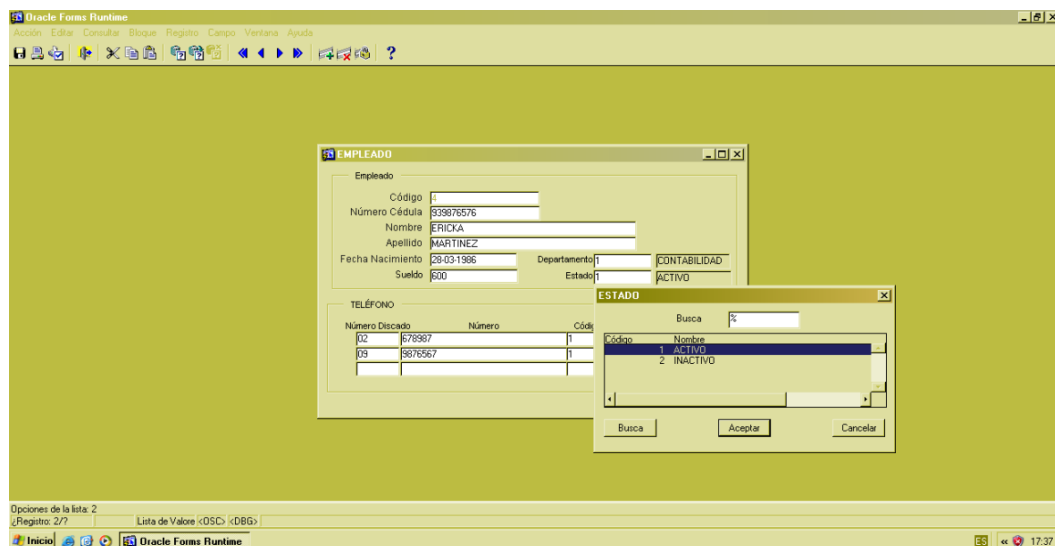 Oracle Forms Runtime
Acción Editar Consultar Bloque Registro Campo Ventana Ayuda
EMPLEADO
Empleado
Código 4
Número Cédula 939876576
Nombre ERICKA
Apellido MARTINEZ
Fecha Nacimiento 28-03-1986 Departamento 1 CONTABILIDAD
Sueldo 600 Estado 1 ACTIVO
TELÉFONO
Número Discado Número
02 678987 1
09 9876567 1
ESTADO
Busca %
Código Nombre
1 ACTIVO
2 INACTIVO
Busca Aceptar Cancelar
Opciones de la lista: 2
¿Registro: 2/? Lista de Valore <OSC> <DBG>
Inicio Oracle Forms Runtime ES « 17:37